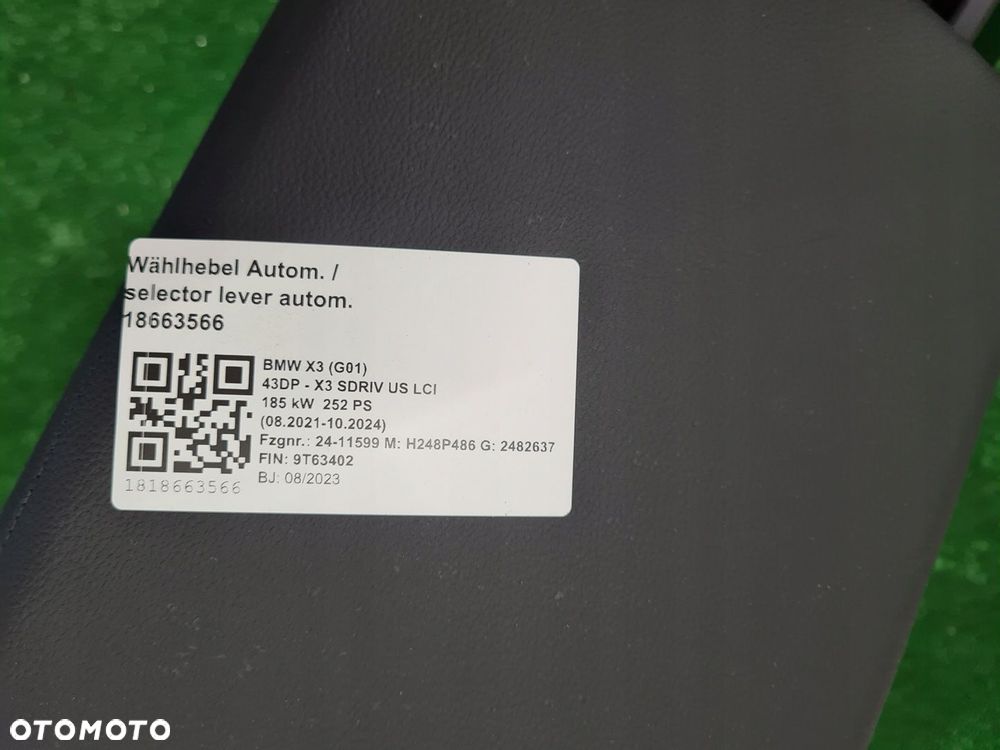 Wählhebel Autom. /
selector lever autom.
18663566
BMW X3 (G01)
43DP - X3 SDRIV US LCI
185 kW 252 PS
(08.2021-10.2024)
Fzgnr.: 24-11599 M: H248P486 G: 2482637
FIN: 9T63402
BJ: 08/2023
1818663566
OTOMOTO